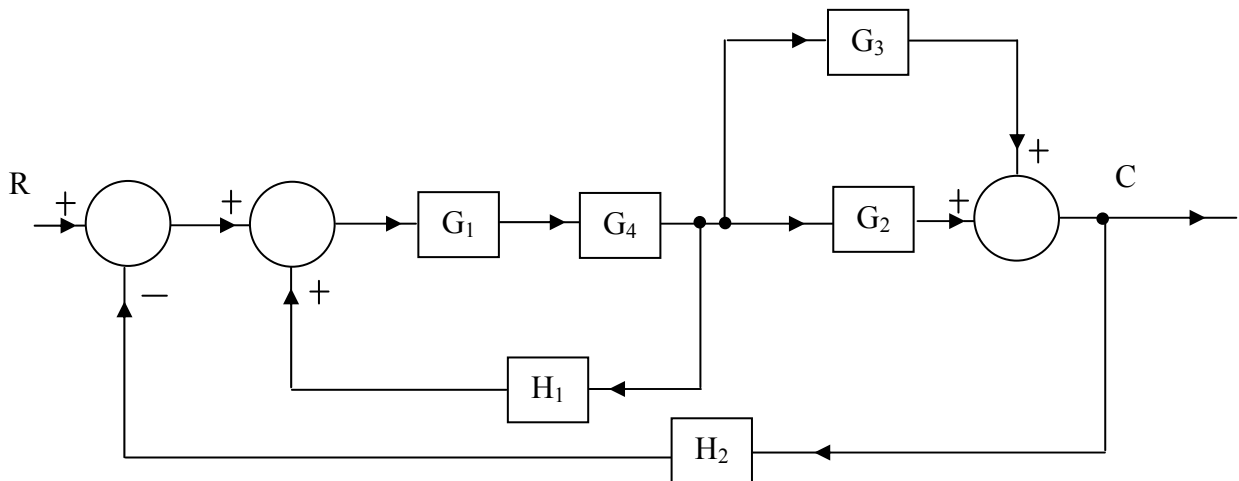 G₃
R
C
+
+
+
+
G₁
G₄
G₂
−
+
H₁
H₂